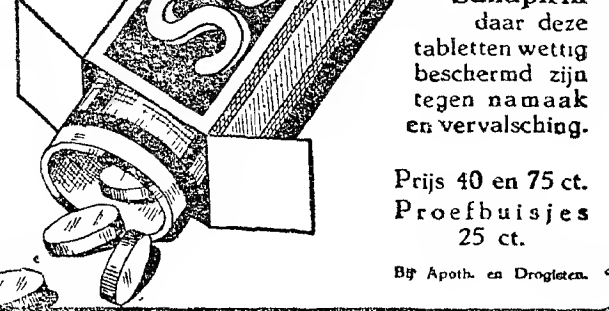 daar deze
tabletten wettig
beschermd zijn
tegen namaak
en vervalsching.
Prijs 40 en 75 ct.
Proefbuisjes
25 ct.
Bij Apoth. en Drogisten.